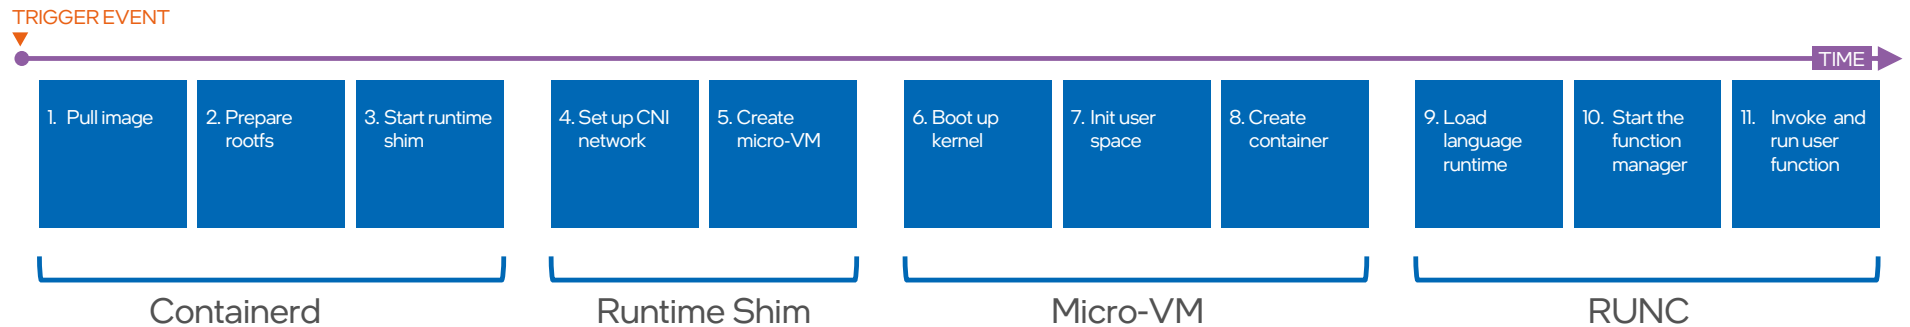 TRIGGER EVENT
TIME
1. Pull image
2. Prepare
rootfs
3. Start runtime
shim
4. Set up CNI
network
5. Create
micro-VM
6. Boot up
kernel
7. Init user
space
8. Create
container
9. Load
language
runtime
10. Start the
function
manager
11. Invoke and
run user
function
Containerd
Runtime Shim
Micro-VM
RUNC